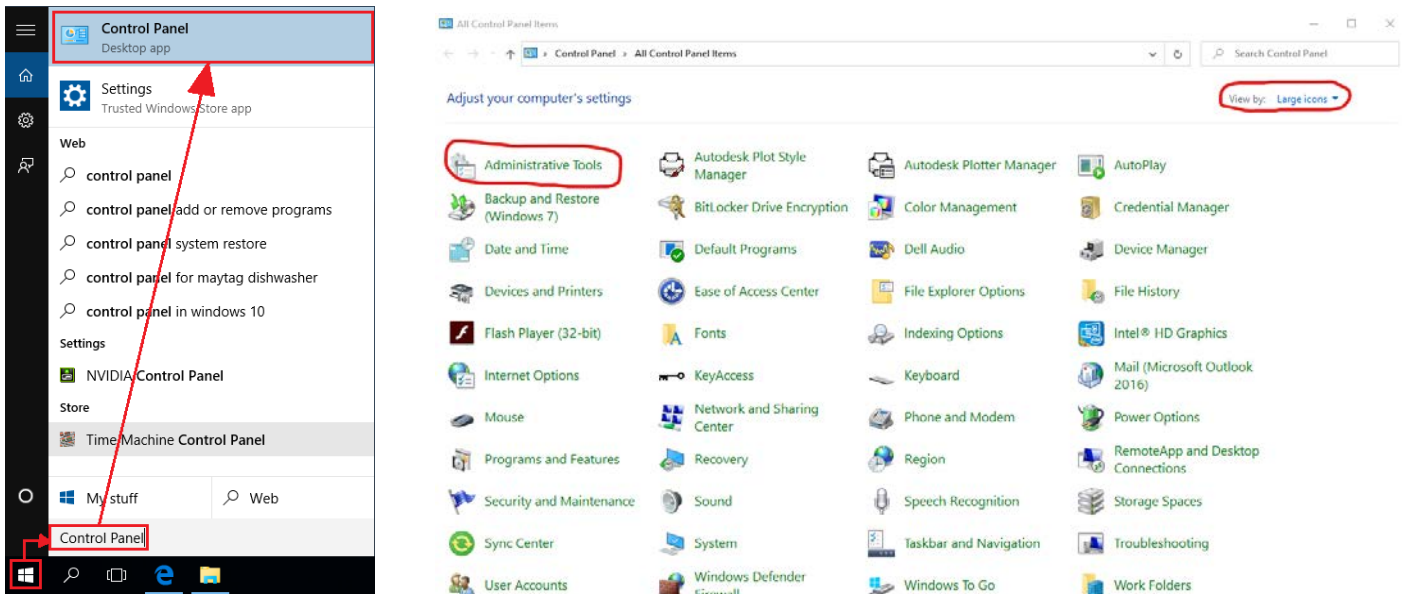 Control Panel
Desktop app
Settings
Trusted Windows Store app
Web
control panel
control panel add or remove programs
control panel system restore
control panel for maytag dishwasher
control panel in windows 10
Settings
NVIDIA Control Panel
Store
Time Machine Control Panel
My stuff
Web
Control Panel
All Control Panel Items
Control Panel › All Control Panel Items
Search Control Panel
Adjust your computer's settings
View by: Large icons
Administrative Tools
Autodesk Plot Style
Manager
Autodesk Plotter Manager
AutoPlay
Backup and Restore
(Windows 7)
BitLocker Drive Encryption
Color Management
Credential Manager
Date and Time
Default Programs
Dell Audio
Device Manager
Devices and Printers
Ease of Access Center
File Explorer Options
File History
Flash Player (32-bit)
Fonts
Indexing Options
Intel® HD Graphics
Internet Options
KeyAccess
Keyboard
Mail (Microsoft Outlook
2016)
Mouse
Network and Sharing
Center
Phone and Modem
Power Options
Programs and Features
Recovery
Region
RemoteApp and Desktop
Connections
Security and Maintenance
Sound
Speech Recognition
Storage Spaces
Sync Center
System
Taskbar and Navigation
Troubleshooting
User Accounts
Windows Defender
Firewall
Windows To Go
Work Folders